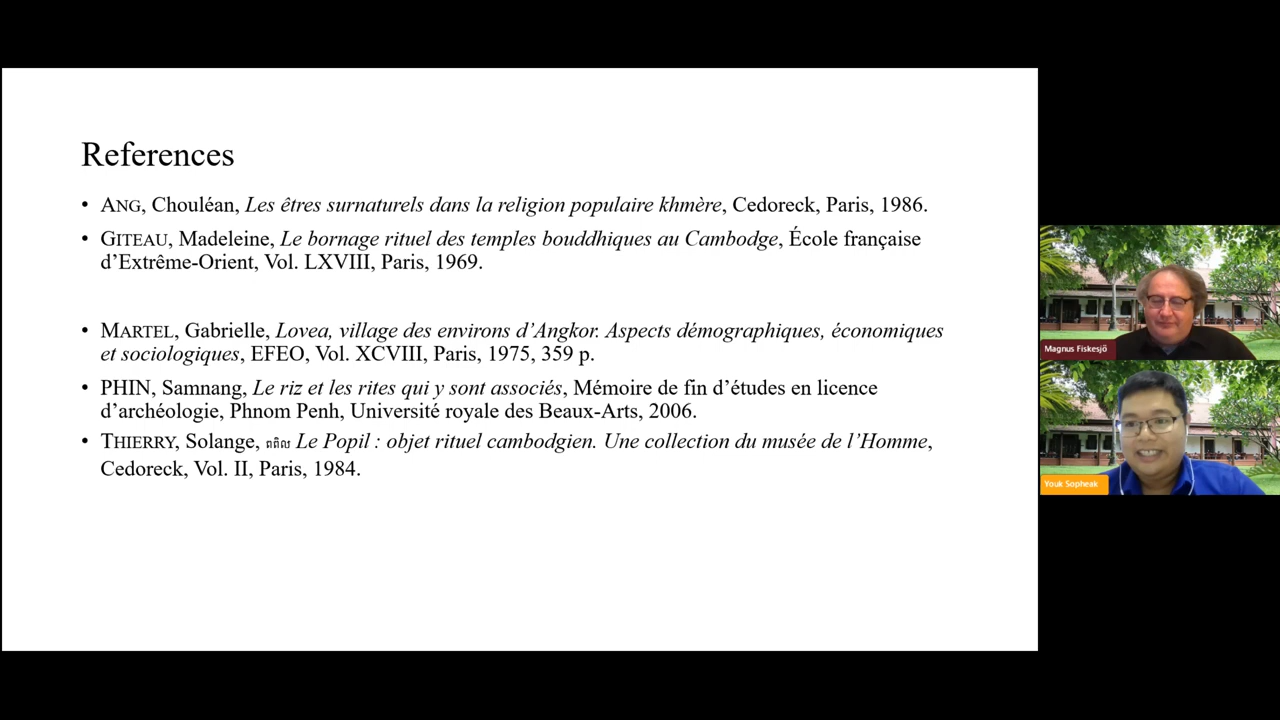 References
• ANG, Chouléan, Les êtres surnaturels dans la religion populaire khmère, Cedoreck, Paris, 1986.
• GITEAU, Madeleine, Le bornage rituel des temples bouddhiques au Cambodge, École française
d’Extrême-Orient, Vol. LXVIII, Paris, 1969.
• MARTEL, Gabrielle, Lovea, village des environs d’Angkor. Aspects démographiques, économiques
et sociologiques, EFEO, Vol. XCVIII, Paris, 1975, 359 p.
• PHIN, Samnang, Le riz et les rites qui y sont associés, Mémoire de fin d’études en licence
d’archéologie, Phnom Penh, Université royale des Beaux-Arts, 2006.
• THIERRY, Solange, ពពិល Le Popil : objet rituel cambodgien. Une collection du musée de l’Homme,
Cedoreck, Vol. II, Paris, 1984.
Magnus Fiskesjö
Youk Sopheak